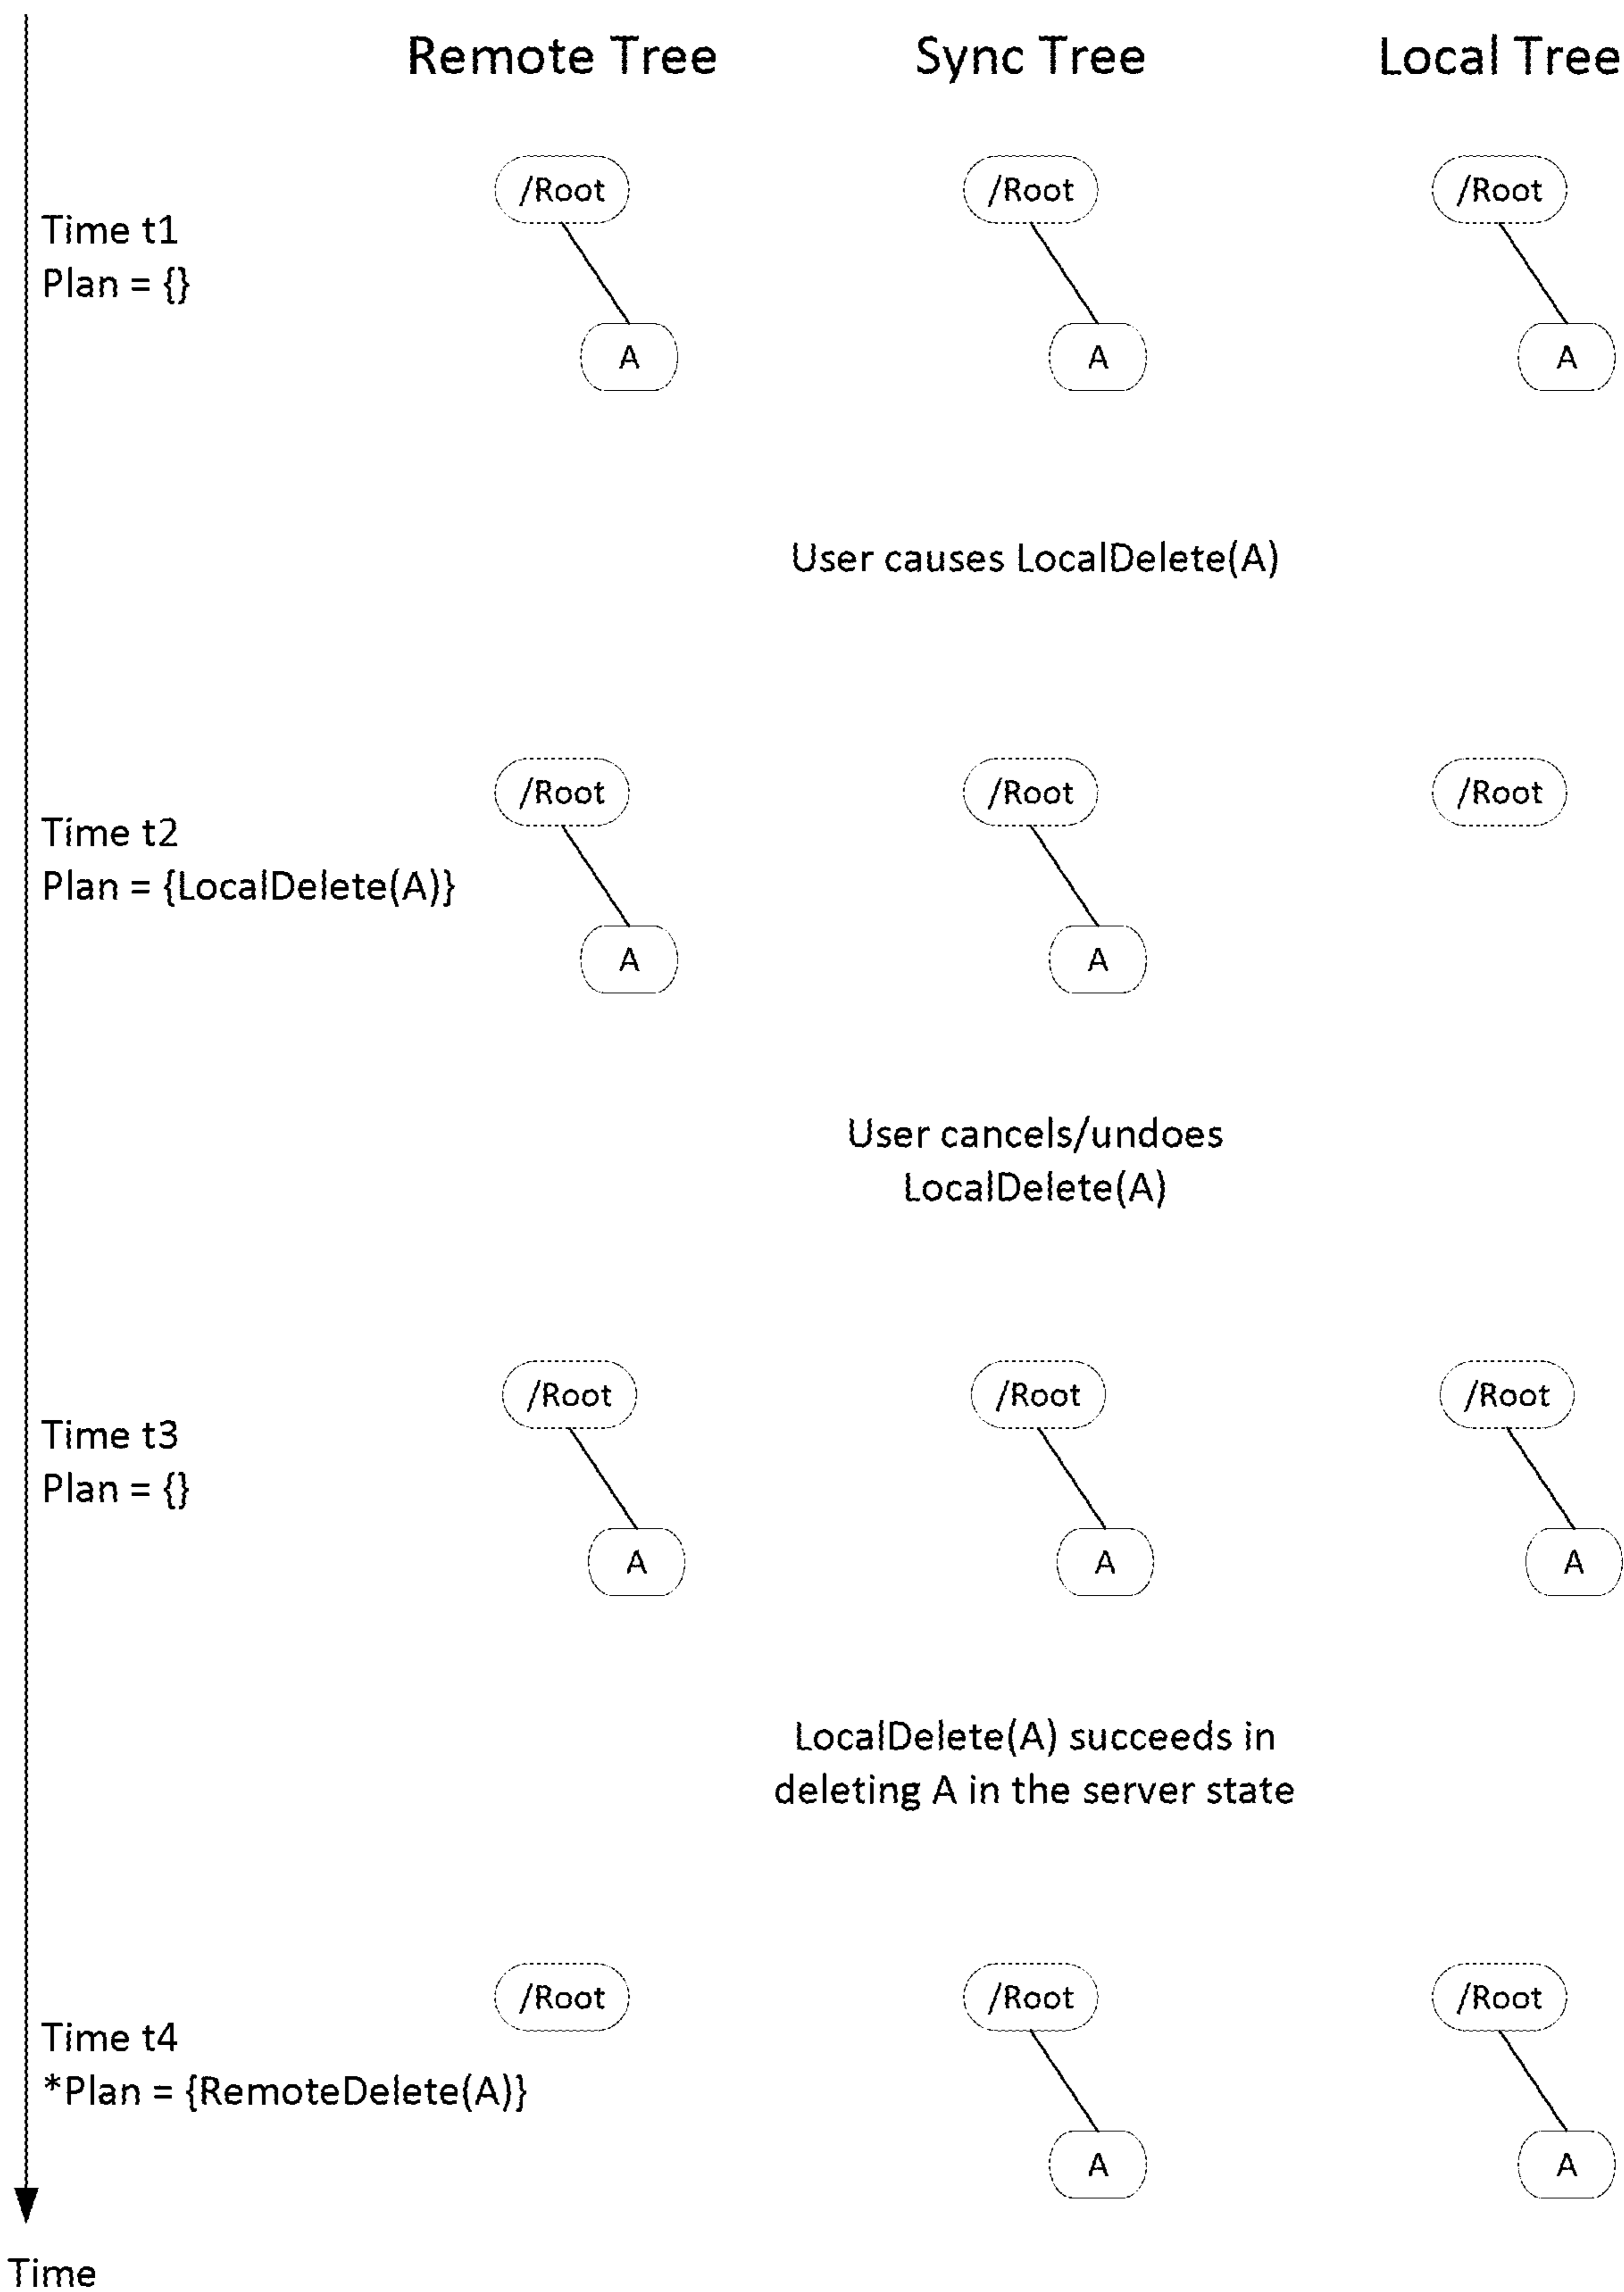 Remote Tree Sync Tree Local Tree
/Root /Root /Root
Time t1
Plan = {}
A A A
User causes LocalDelete(A)
/Root /Root /Root
Time t2
Plan = {LocalDelete(A)}
A A
User cancels/undoes
LocalDelete(A)
/Root /Root /Root
Time t3
Plan = {}
A A A
LocalDelete(A) succeeds in
deleting A in the server state
/Root /Root /Root
Time t4
*Plan = {RemoteDelete(A)}
A A
Time